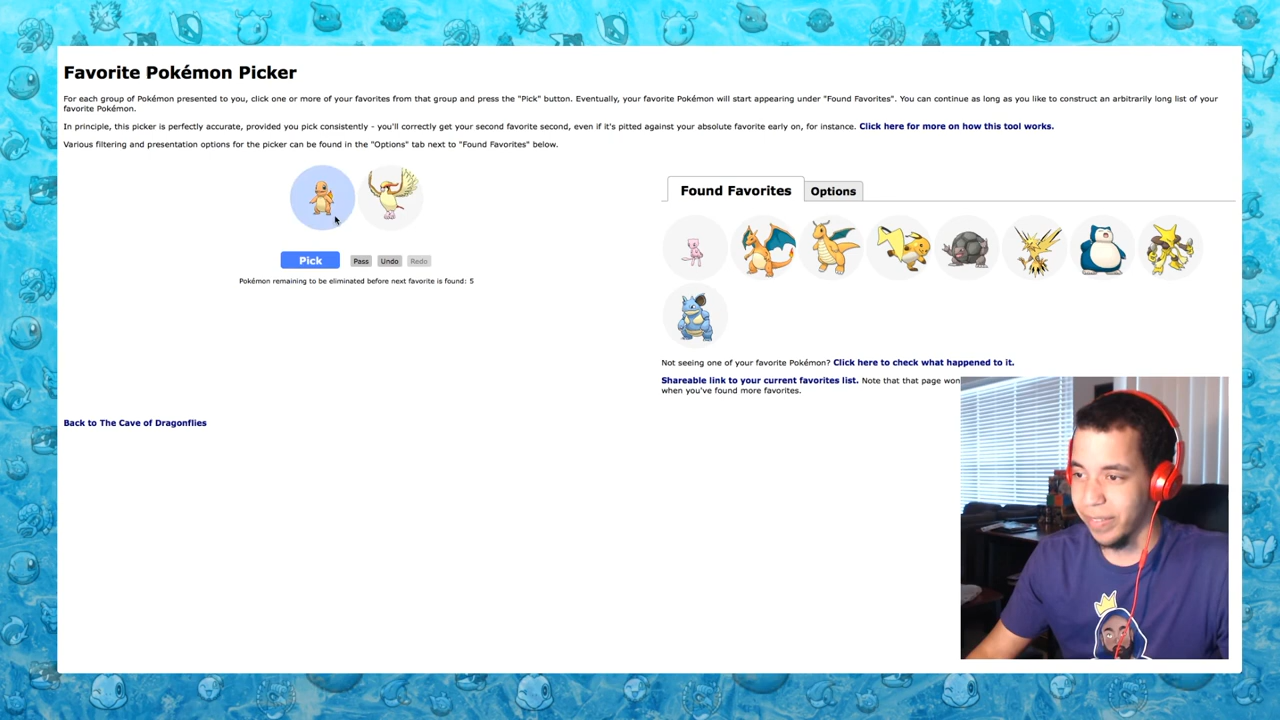 Favorite Pokémon Picker
For each group of Pokémon presented to you, click one or more of your favorites from that group and press the "Pick" button. Eventually, your favorite Pokémon will start appearing under "Found Favorites". You can continue as long as you like to construct an arbitrarily long list of your
favorite Pokémon.
In principle, this picker is perfectly accurate, provided you pick consistently - you'll correctly get your second favorite second, even if it's pitted against your absolute favorite early on, for instance. Click here for more on how this tool works.
Various filtering and presentation options for the picker can be found in the "Options" tab next to "Found Favorites" below.
Pick Pass Undo Redo
Pokémon remaining to be eliminated before next favorite is found: 5
Found Favorites Options
Not seeing one of your favorite Pokémon? Click here to check what happened to it.
Shareable link to your current favorites list. Note that that page won
when you've found more favorites.
Back to The Cave of Dragonflies